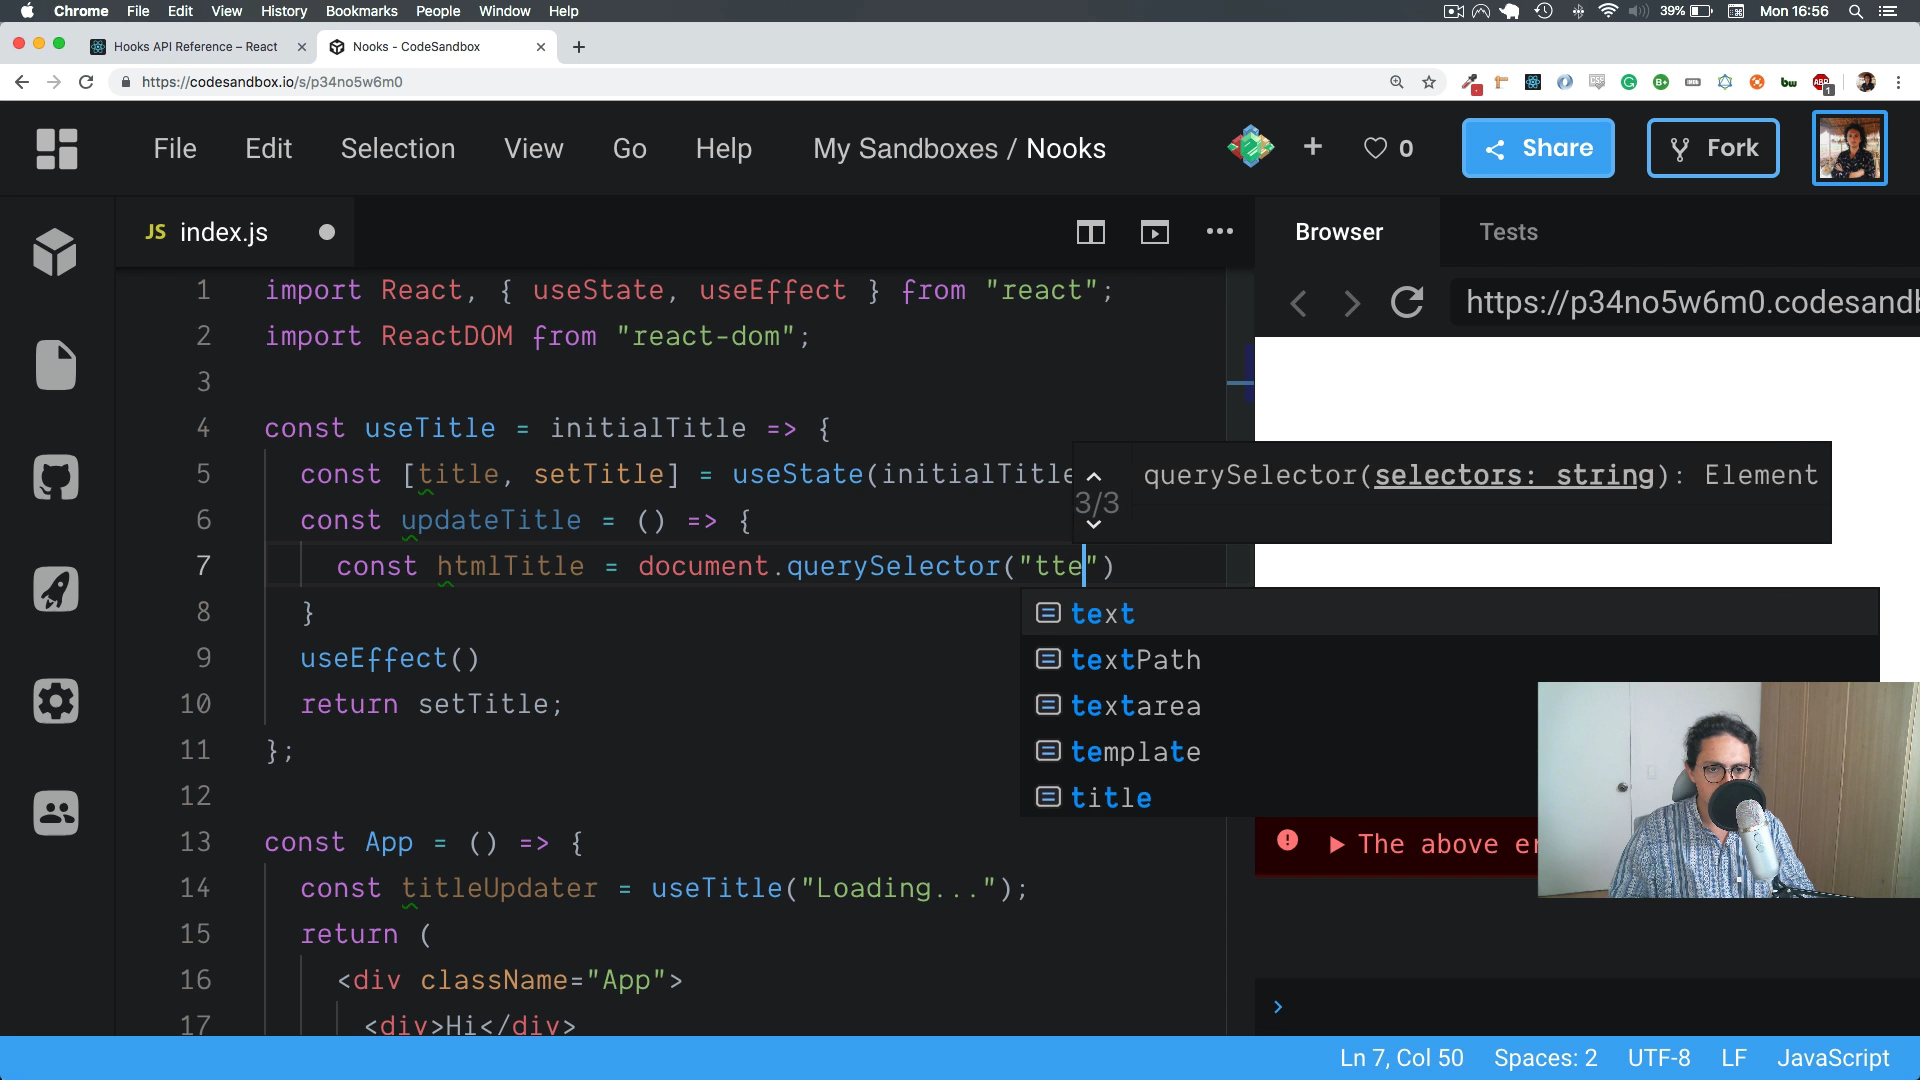 Chrome File Edit View History Bookmarks People Window Help 39% Mon 16:56
Hooks API Reference – React Nooks - CodeSandbox
https://codesandbox.io/s/p34no5w6m0
File Edit Selection View Go Help My Sandboxes / Nooks 0 Share Fork
JS index.js
Browser Tests
https://p34no5w6m0.codesandb
1 import React, { useState, useEffect } from "react";
2 import ReactDOM from "react-dom";
3
4 const useTitle = initialTitle => {
5 const [title, setTitle] = useState(initialTitle
querySelector(selectors: string): Element
3/3
6 const updateTitle = () => {
7 const htmlTitle = document.querySelector("tte")
8 }
9 useEffect()
10 return setTitle;
11 };
12
13 const App = () => {
14 const titleUpdater = useTitle("Loading...");
15 return (
16 <div className="App">
17 <div>Hi</div>
text
textPath
textarea
template
title
The above er
Ln 7, Col 50 Spaces: 2 UTF-8 LF JavaScript